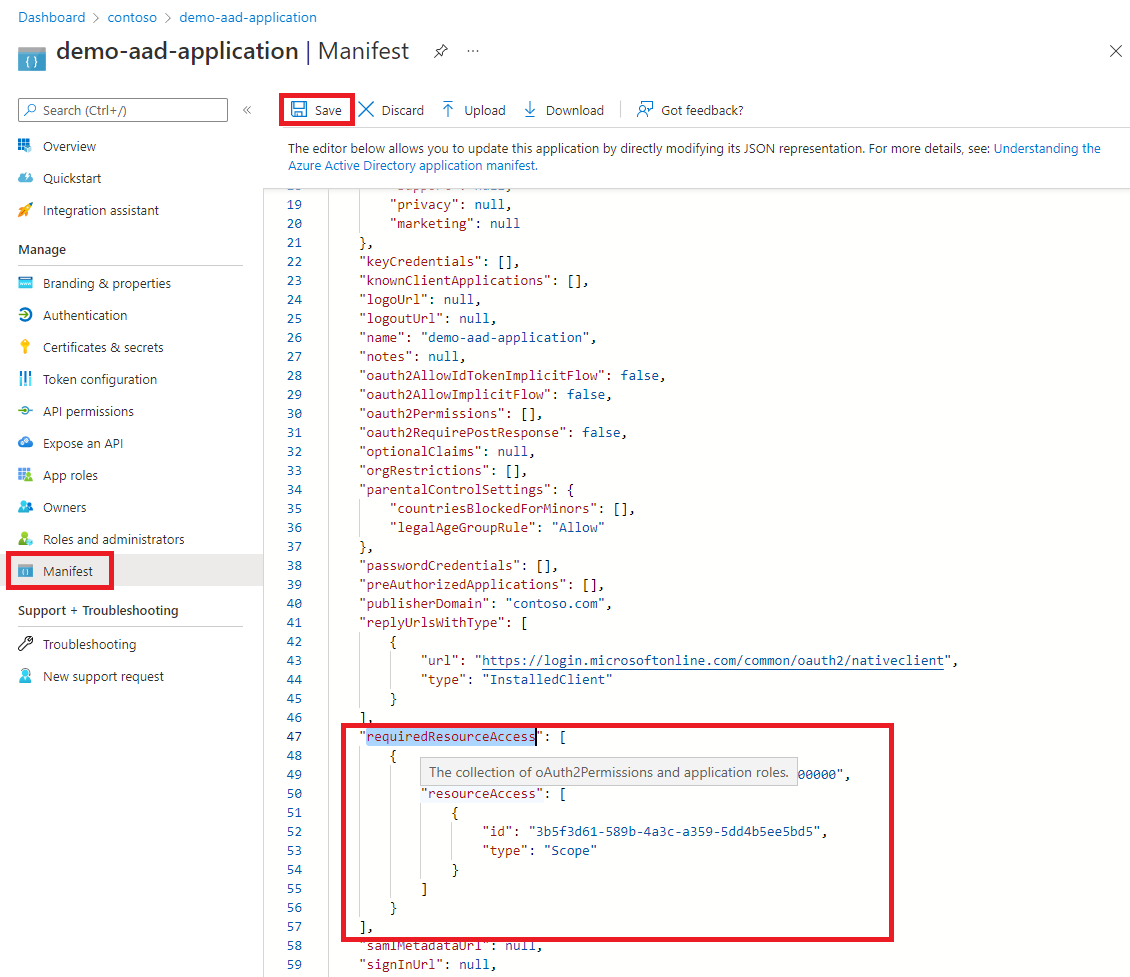 Dashboard > contoso > demo-aad-application
demo-aad-application | Manifest ...
Search (Ctrl+/) «
Overview
Quickstart
Integration assistant
Manage
Branding & properties
Authentication
Certificates & secrets
Token configuration
API permissions
Expose an API
App roles
Owners
Roles and administrators
Manifest
Support + Troubleshooting
Troubleshooting
New support request
Save Discard Upload Download | Got feedback?
The editor below allows you to update this application by directly modifying its JSON representation. For more details, see: Understanding the
Azure Active Directory application manifest.
19 "privacy": null,
20 "marketing": null
21 },
22 "keyCredentials": [],
23 "knownClientApplications": [],
24 "logoUrl": null,
25 "logoutUrl": null,
26 "name": "demo-aad-application",
27 "notes": null,
28 "oauth2AllowIdTokenImplicitFlow": false,
29 "oauth2AllowImplicitFlow": false,
30 "oauth2Permissions": [],
31 "oauth2RequirePostResponse": false,
32 "optionalClaims": null,
33 "orgRestrictions": [],
34 "parentalControlSettings": {
35 "countriesBlockedForMinors": [],
36 "legalAgeGroupRule": "Allow"
37 },
38 "passwordCredentials": [],
39 "preAuthorizedApplications": [],
40 "publisherDomain": "contoso.com",
41 "replyUrlsWithType": [
42 {
43 "url": "https://login.microsoftonline.com/common/oauth2/nativeclient",
44 "type": "InstalledClient"
45 }
46 ],
47 "requiredResourceAccess": [
48 {
49 The collection of oAuth2Permissions and application roles. 00000",
50 "resourceAccess": [
51 {
52 "id": "3b5f3d61-589b-4a3c-a359-5dd4b5ee5bd5",
53 "type": "Scope"
54 }
55 ]
56 }
57 ],
58 "samlMetadataUrl": null,
59 "signInUrl": null,